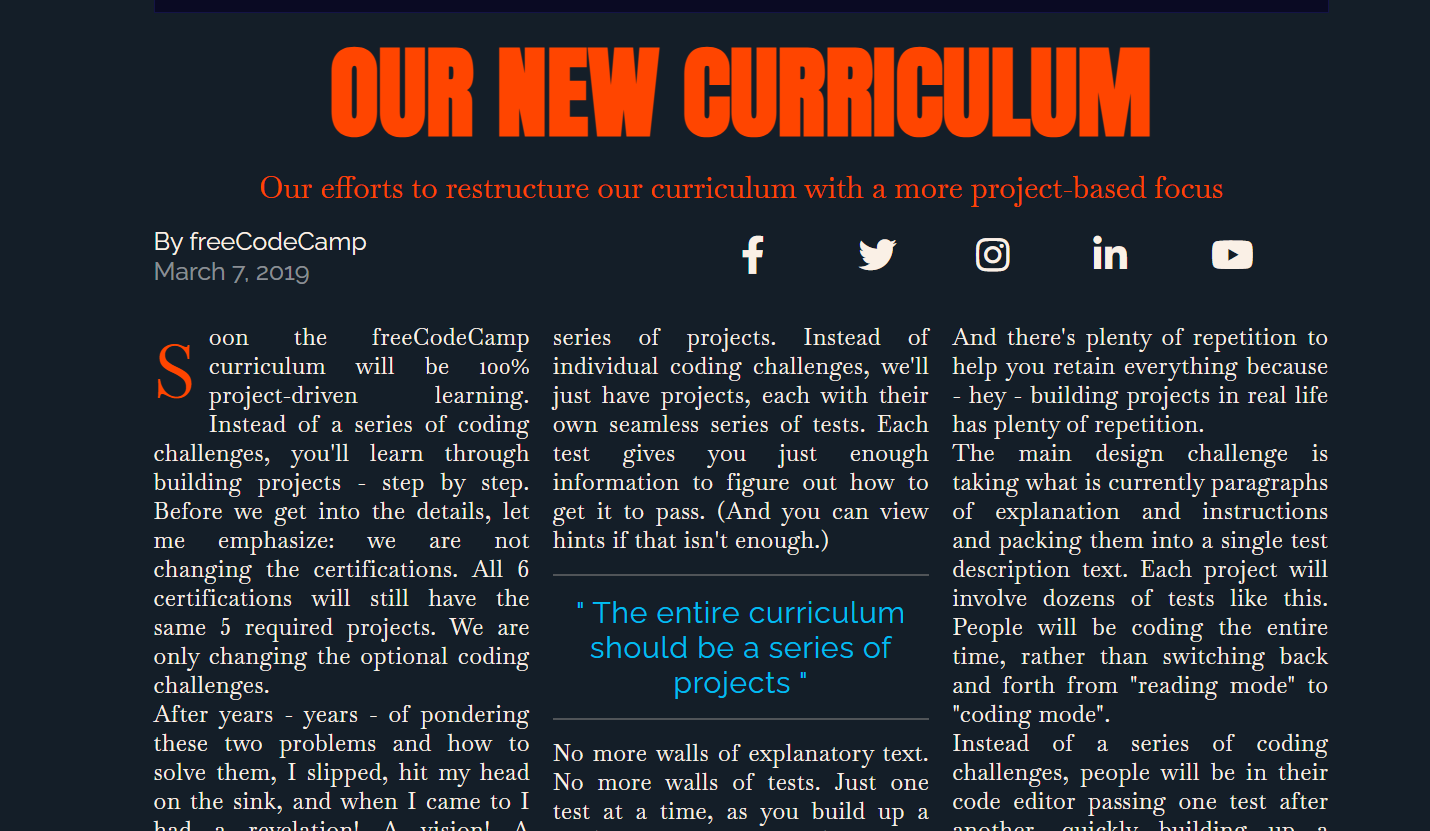 OUR NEW CURRICULUM
Our efforts to restructure our curriculum with a more project-based focus
By freeCodeCamp
March 7, 2019
Soon the freeCodeCamp
curriculum will be 100%
project-driven learning.
Instead of a series of coding
challenges, you'll learn through
building projects - step by step.
Before we get into the details, let
me emphasize: we are not
changing the certifications. All 6
certifications will still have the
same 5 required projects. We are
only changing the optional coding
challenges.
After years - years - of pondering
these two problems and how to
solve them, I slipped, hit my head
on the sink, and when I came to I
had a revelation! A vision! A
series of projects. Instead of
individual coding challenges, we'll
just have projects, each with their
own seamless series of tests. Each
test gives you just enough
information to figure out how to
get it to pass. (And you can view
hints if that isn't enough.)
" The entire curriculum
should be a series of
projects "
No more walls of explanatory text.
No more walls of tests. Just one
test at a time, as you build up a
And there's plenty of repetition to
help you retain everything because
- hey - building projects in real life
has plenty of repetition.
The main design challenge is
taking what is currently paragraphs
of explanation and instructions
and packing them into a single test
description text. Each project will
involve dozens of tests like this.
People will be coding the entire
time, rather than switching back
and forth from "reading mode" to
"coding mode".
Instead of a series of coding
challenges, people will be in their
code editor passing one test after
another, quickly building up a